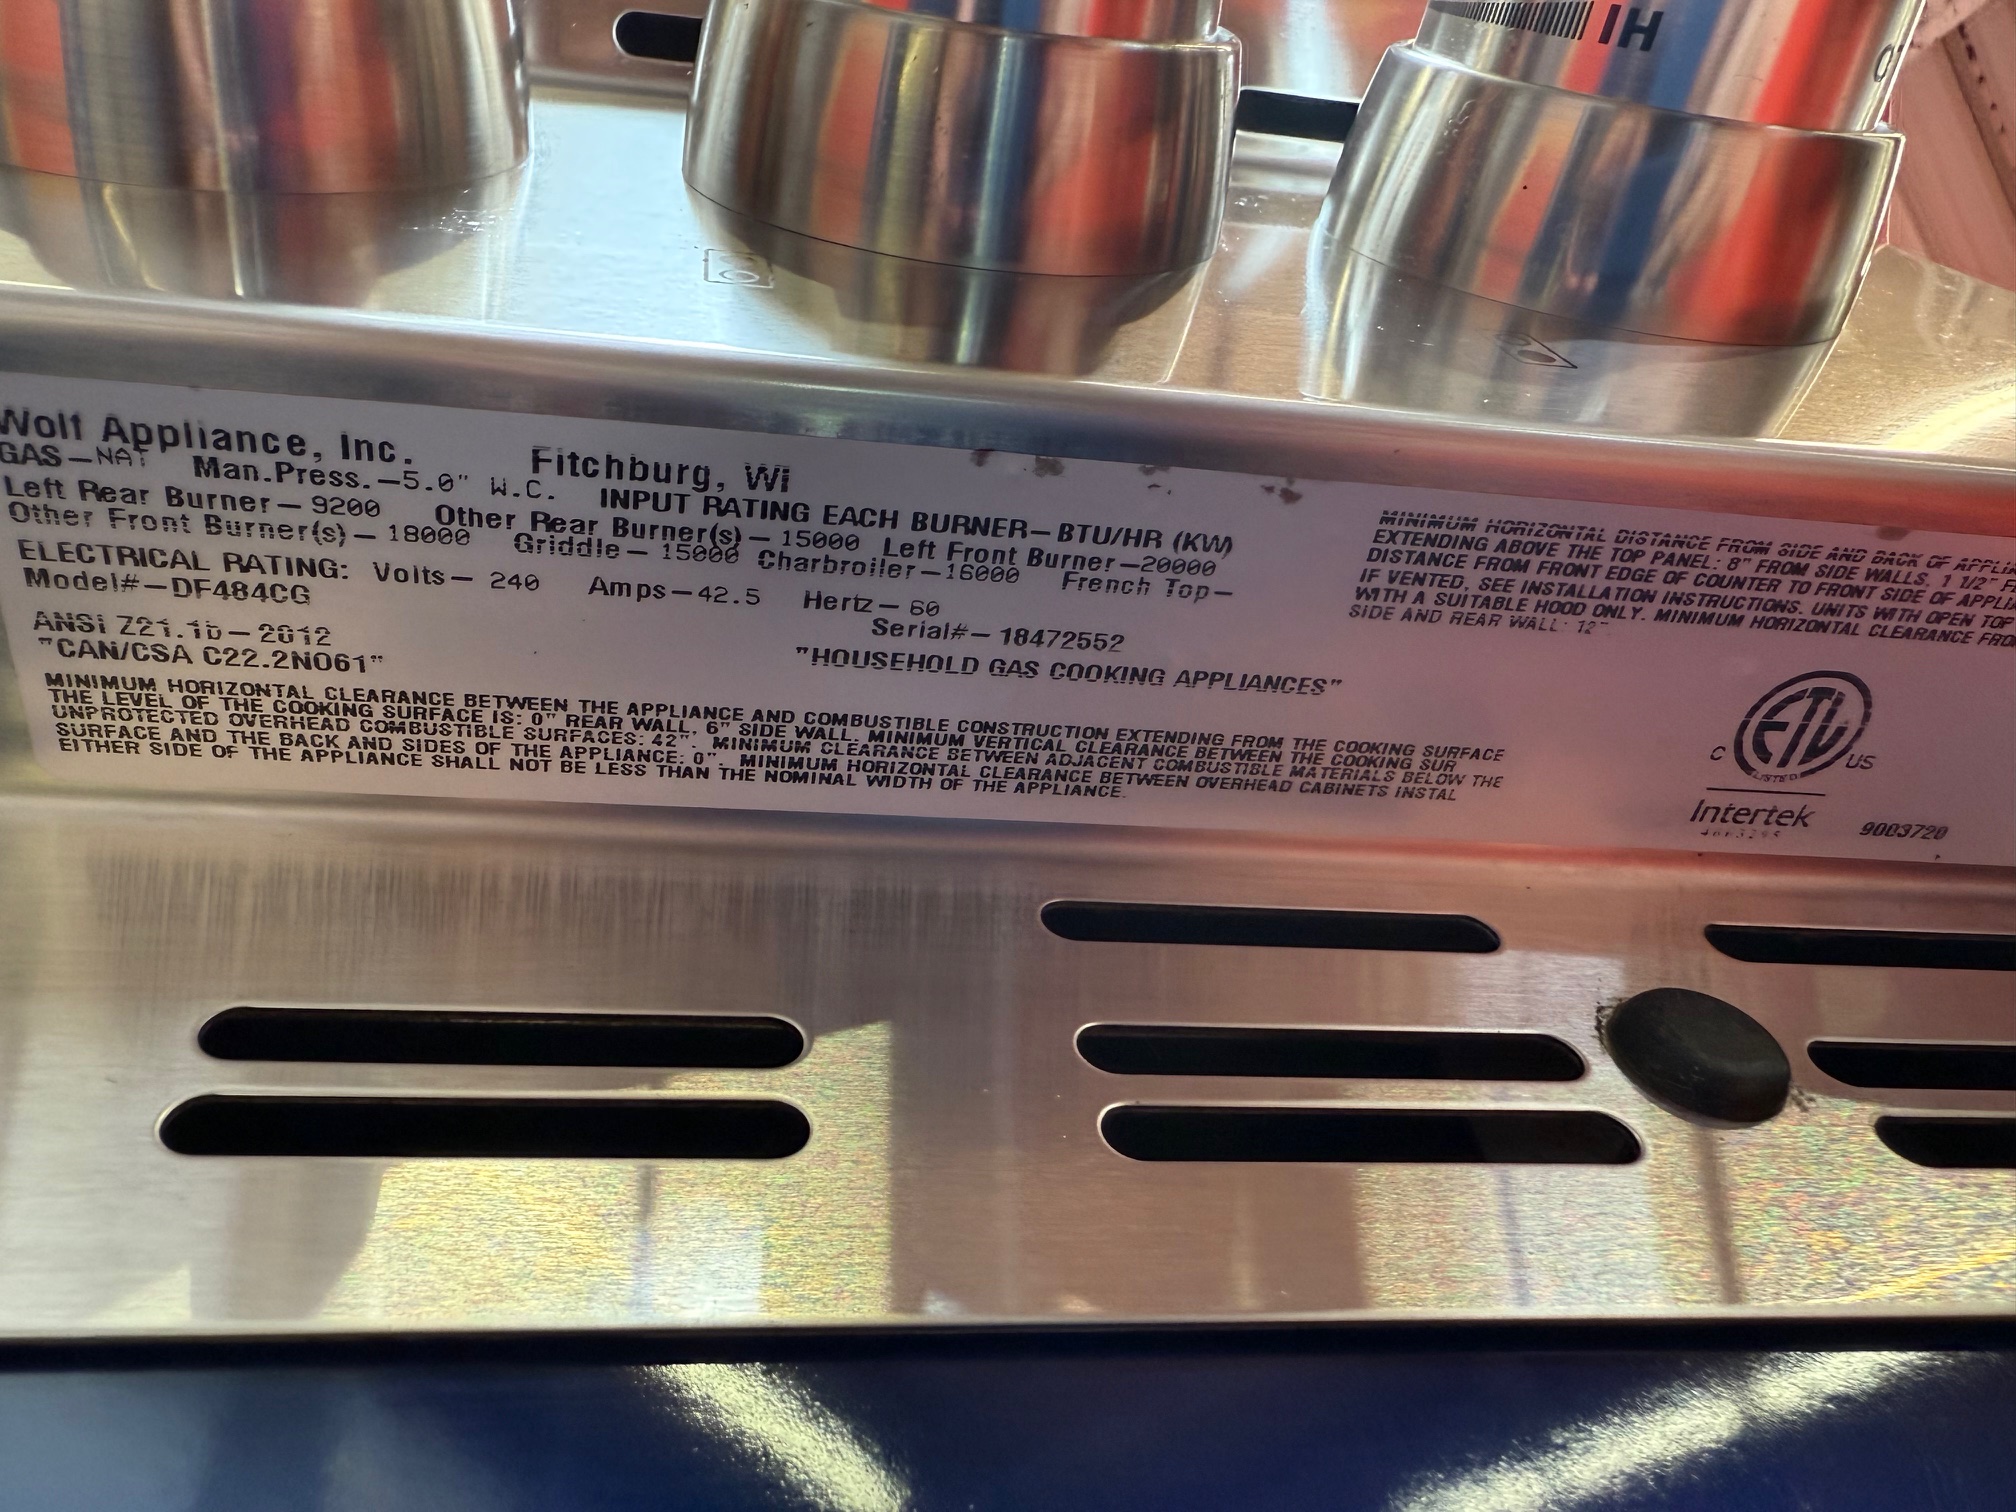 HI
Wolf Appliance, Inc. Fitchburg, WI
GAS—NAT Man.Press.—5.0" W.C. INPUT RATING EACH BURNER—BTU/HR (KW)
Left Rear Burner—9200 Other Rear Burner(s)—15000 Left Front Burner—20000
Other Front Burner(s)—18000 Griddle—15000 Charbroiler—16000 French Top—
ELECTRICAL RATING: Volts—240 Amps—42.5 Hertz—60
Model#—DF484CG Serial#—18472552
ANSI Z21.1b—2012
"CAN/CSA C22.2NO61" "HOUSEHOLD GAS COOKING APPLIANCES"
MINIMUM HORIZONTAL CLEARANCE BETWEEN THE APPLIANCE AND COMBUSTIBLE CONSTRUCTION EXTENDING FROM THE COOKING SURFACE
THE LEVEL OF THE COOKING SURFACE IS: 0" REAR WALL, 6" SIDE WALL. MINIMUM VERTICAL CLEARANCE BETWEEN THE COOKING SUR
UNPROTECTED OVERHEAD COMBUSTIBLE SURFACES: 42". MINIMUM CLEARANCE BETWEEN ADJACENT COMBUSTIBLE MATERIALS BELOW THE
SURFACE AND THE BACK AND SIDES OF THE APPLIANCE: 0". MINIMUM HORIZONTAL CLEARANCE BETWEEN OVERHEAD CABINETS INSTAL
EITHER SIDE OF THE APPLIANCE SHALL NOT BE LESS THAN THE NOMINAL WIDTH OF THE APPLIANCE.
MINIMUM HORIZONTAL DISTANCE FROM SIDE AND BACK OF APPLIA
EXTENDING ABOVE THE TOP PANEL: 8" FROM SIDE WALLS, 1 1/2" F
DISTANCE FROM FRONT EDGE OF COUNTER TO FRONT SIDE OF APPLI
IF VENTED, SEE INSTALLATION INSTRUCTIONS. UNITS WITH OPEN TOP
WITH A SUITABLE HOOD ONLY. MINIMUM HORIZONTAL CLEARANCE FRO
SIDE AND REAR WALL: 12"
C ETL US
LISTED
Intertek
9003720